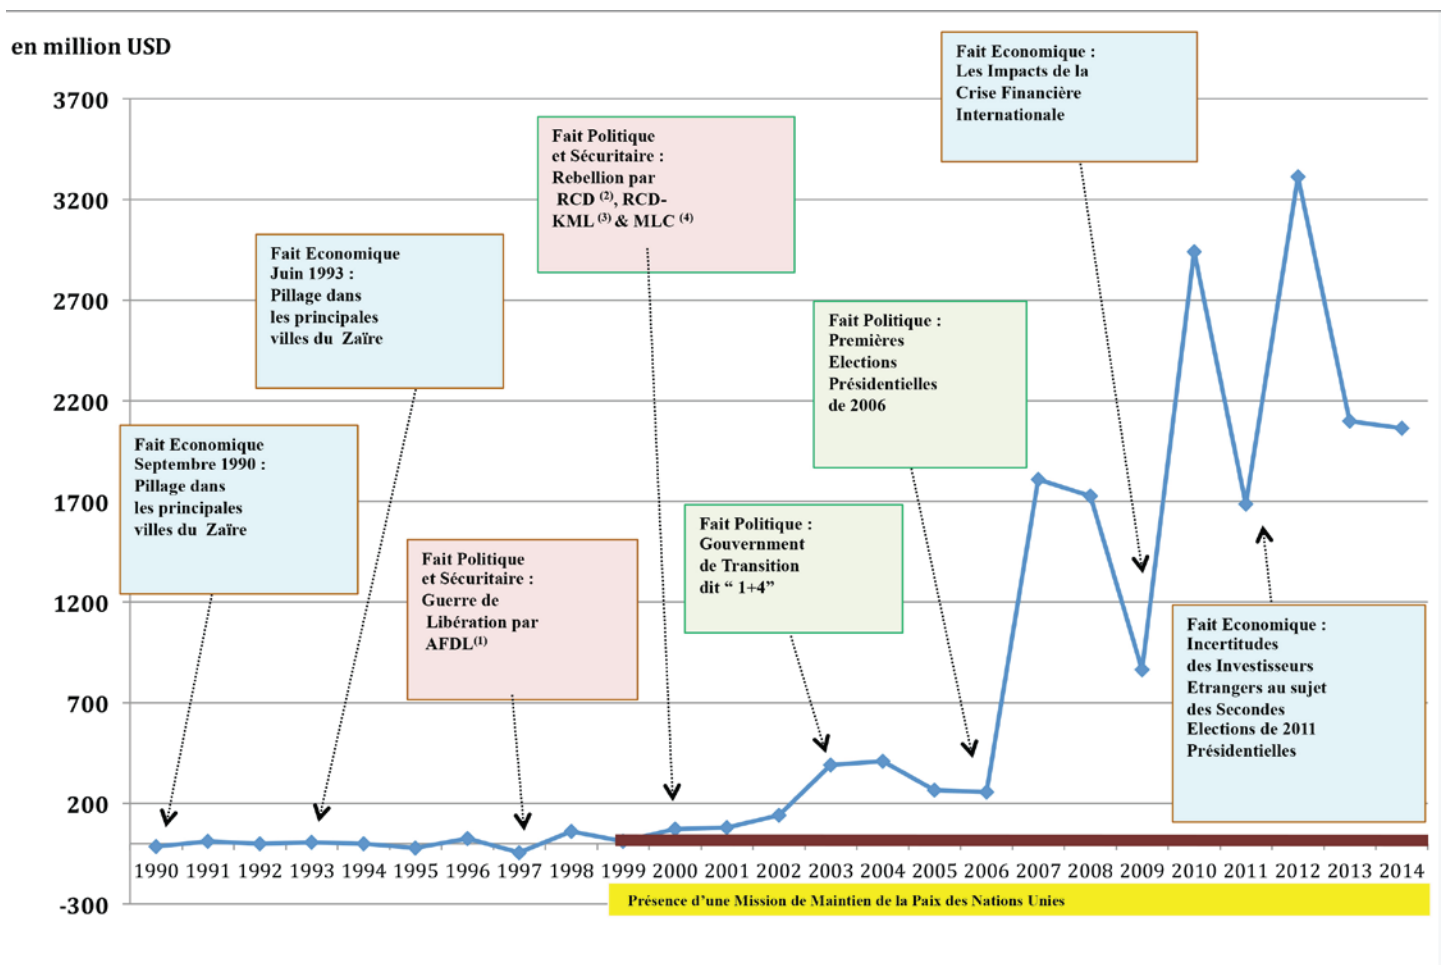 en million USD
3700
3200
2700
2200
1700
1200
700
200
-300
Fait Economique
Septembre 1990 :
Pillage dans
les principales
villes du Zaïre
Fait Economique
Juin 1993 :
Pillage dans
les principales
villes du Zaïre
Fait Politique
et Sécuritaire :
Guerre de
Libération par
AFDL(1)
Fait Politique
et Sécuritaire :
Rebellion par
RCD (2), RCD-
KML (3) & MLC (4)
Fait Politique :
Gouvernment
de Transition
dit “ 1+4”
Fait Politique :
Premières
Elections
Présidentielles
de 2006
Fait Economique :
Les Impacts de la
Crise Financière
Internationale
Fait Economique :
Incertitudes
des Investisseurs
Etrangers au sujet
des Secondes
Elections de 2011
Présidentielles
1990 1991 1992 1993 1994 1995 1996 1997 1998 1999 2000 2001 2002 2003 2004 2005 2006 2007 2008 2009 2010 2011 2012 2013 2014
Présence d’une Mission de Maintien de la Paix des Nations Unies